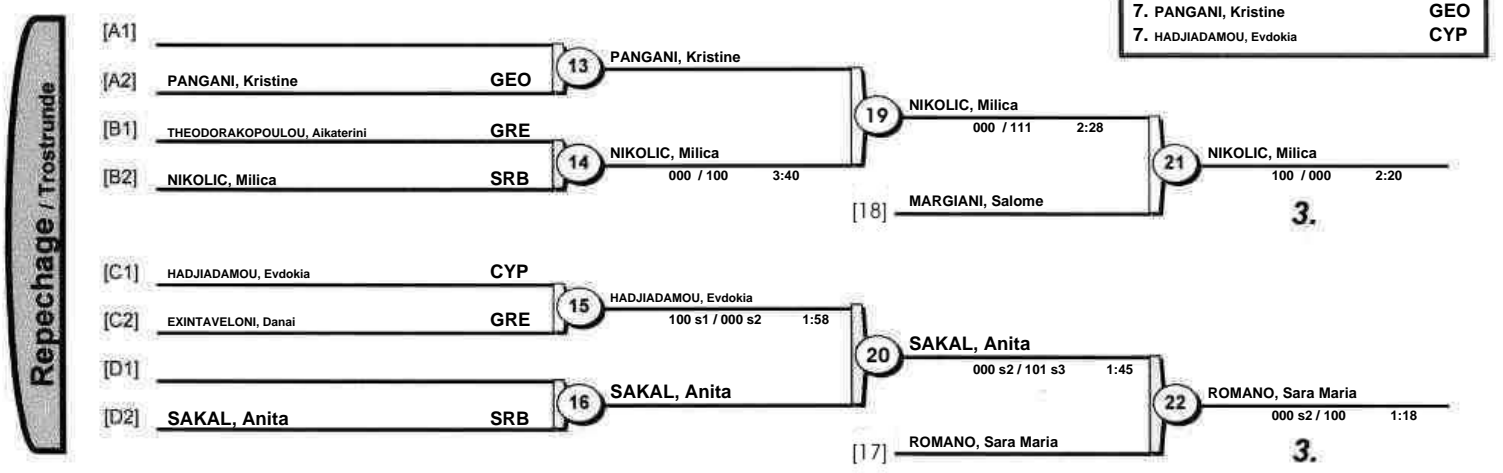 7. PANGANI, Kristine GEO
7. HADJIADAMOU, Evdokia CYP
Repechage / Trostrunde
[A1]
[A2] PANGANI, Kristine GEO
13 PANGANI, Kristine
[B1] THEODORAKOPOULOU, Aikaterini GRE
[B2] NIKOLIC, Milica SRB
14 NIKOLIC, Milica
000 / 100 3:40
19 NIKOLIC, Milica
000 / 111 2:28
[18] MARGIANI, Salome
21 NIKOLIC, Milica
100 / 000 2:20
3.
[C1] HADJIADAMOU, Evdokia CYP
[C2] EXINTAVELONI, Danai GRE
15 HADJIADAMOU, Evdokia
100 s1 / 000 s2 1:58
[D1]
[D2] SAKAL, Anita SRB
16 SAKAL, Anita
20 SAKAL, Anita
000 s2 / 101 s3 1:45
[17] ROMANO, Sara Maria
22 ROMANO, Sara Maria
000 s2 / 100 1:18
3.